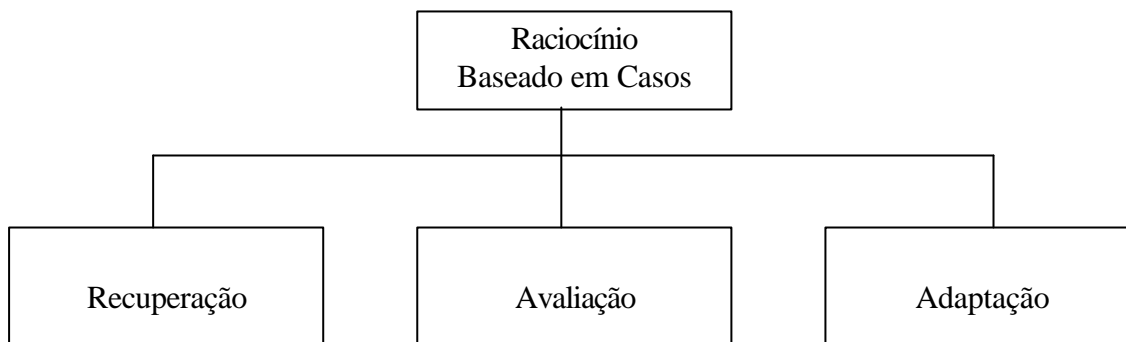 Raciocínio
Baseado em Casos
Recuperação
Avaliação
Adaptação